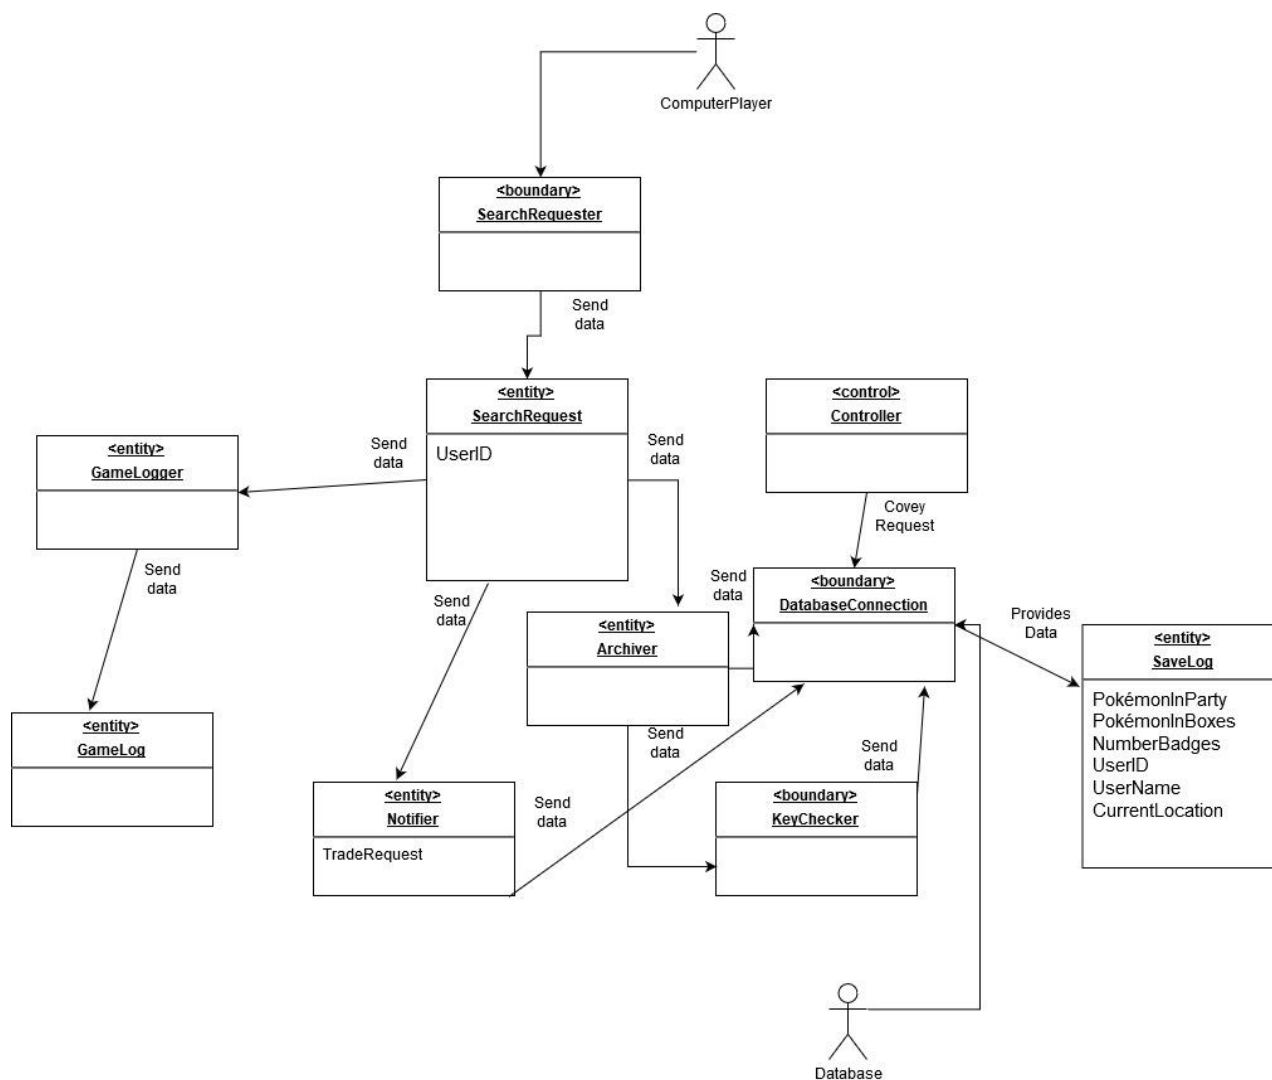 ComputerPlayer
<boundary>
SearchRequester
Send
data
<entity>
SearchRequest
UserID
<control>
Controller
<entity>
GameLogger
Send
data
Send
data
Covey
Request
Send
data
Send
data
Send
data
<boundary>
DatabaseConnection
Provides
Data
<entity>
Archiver
<entity>
SaveLog
PokémonInParty
PokémonInBoxes
NumberBadges
UserID
UserName
CurrentLocation
<entity>
GameLog
Send
data
Send
data
<entity>
Notifier
TradeRequest
Send
data
<boundary>
KeyChecker
Database